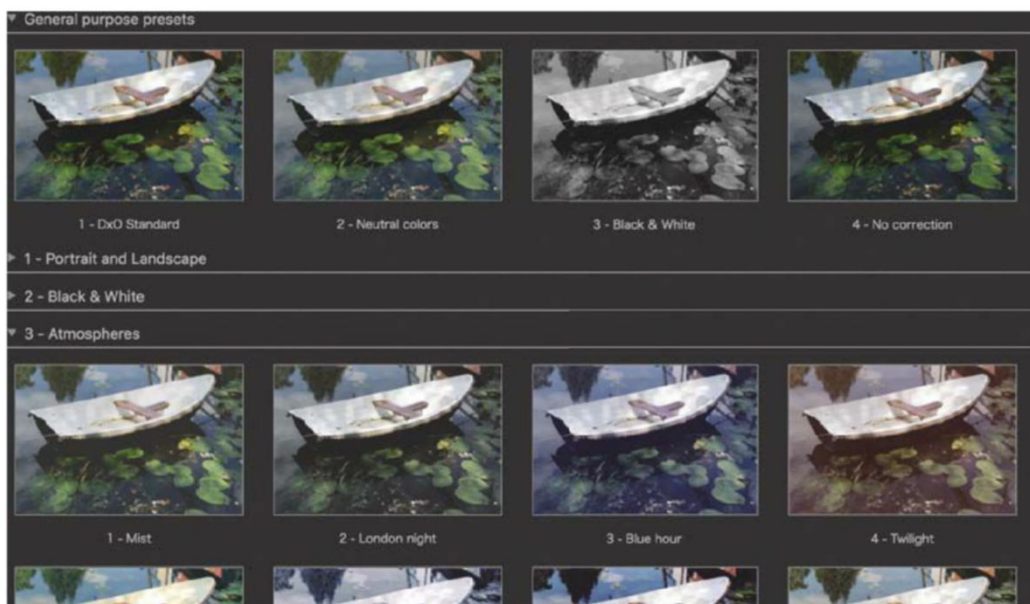 General purpose presets
1 - DxO Standard
2 - Neutral colors
3 - Black & White
4 - No correction
1 - Portrait and Landscape
2 - Black & White
3 - Atmospheres
1 - Mist
2 - London night
3 - Blue hour
4 - Twilight